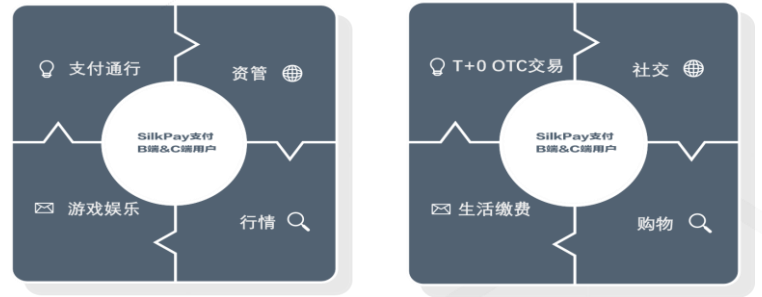 支付通行
资管
SilkPay支付
B端&C端用户
游戏娱乐
行情
T+0 OTC交易
社交
SilkPay支付
B端&C端用户
生活缴费
购物